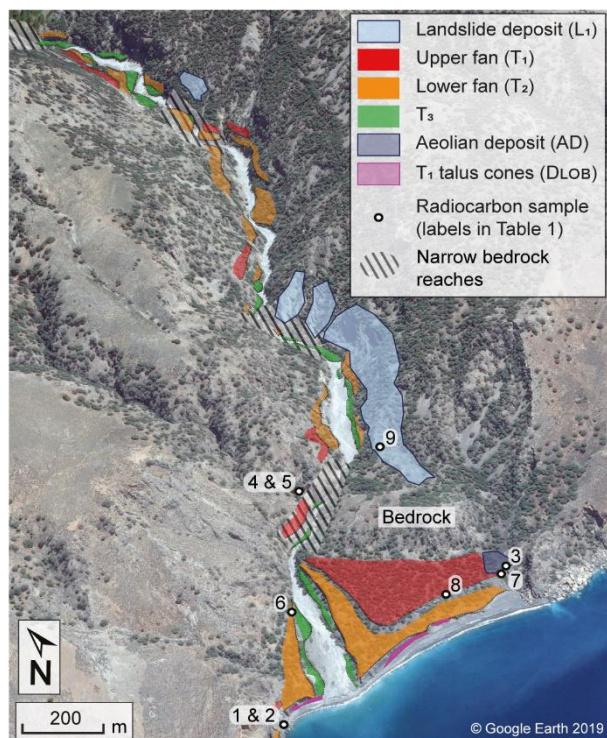 Landslide deposit (L₁)
Upper fan (T₁)
Lower fan (T₂)
T₃
Aeolian deposit (AD)
T₁ talus cones (DLOB)
Radiocarbon sample
(labels in Table 1)
Narrow bedrock
reaches
9
4 & 5
Bedrock
3
7
8
6
N
200 m
1 & 2
© Google Earth 2019